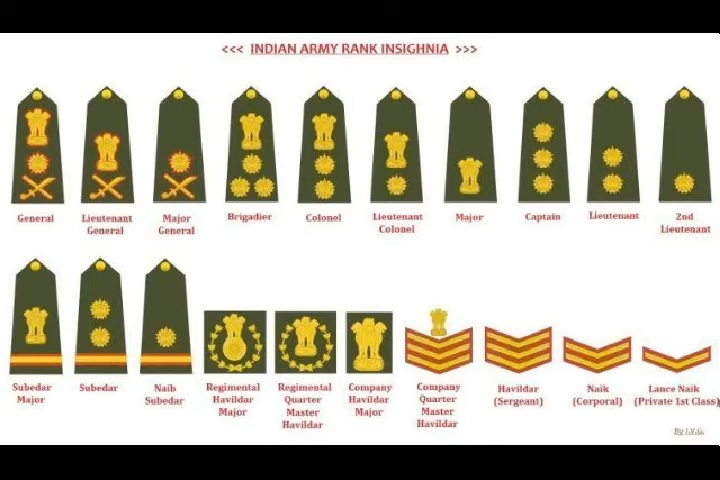 <<< INDIAN ARMY RANK INSIGHNIA >>>
General
Lieutenant
General
Major
General
Brigadier
Colonel
Lieutenant
Colonel
Major
Captain
Lieutenant
2nd
Lieutenant
Subedar
Major
Subedar
Naib
Subedar
Regimental
Havildar
Major
Regimental
Quarter
Master
Havildar
Company
Havildar
Major
Company
Quarter
Master
Havildar
Havildar
(Sergeant)
Naik
(Corporal)
Lance Naik
(Private 1st Class)
By I.V.G.